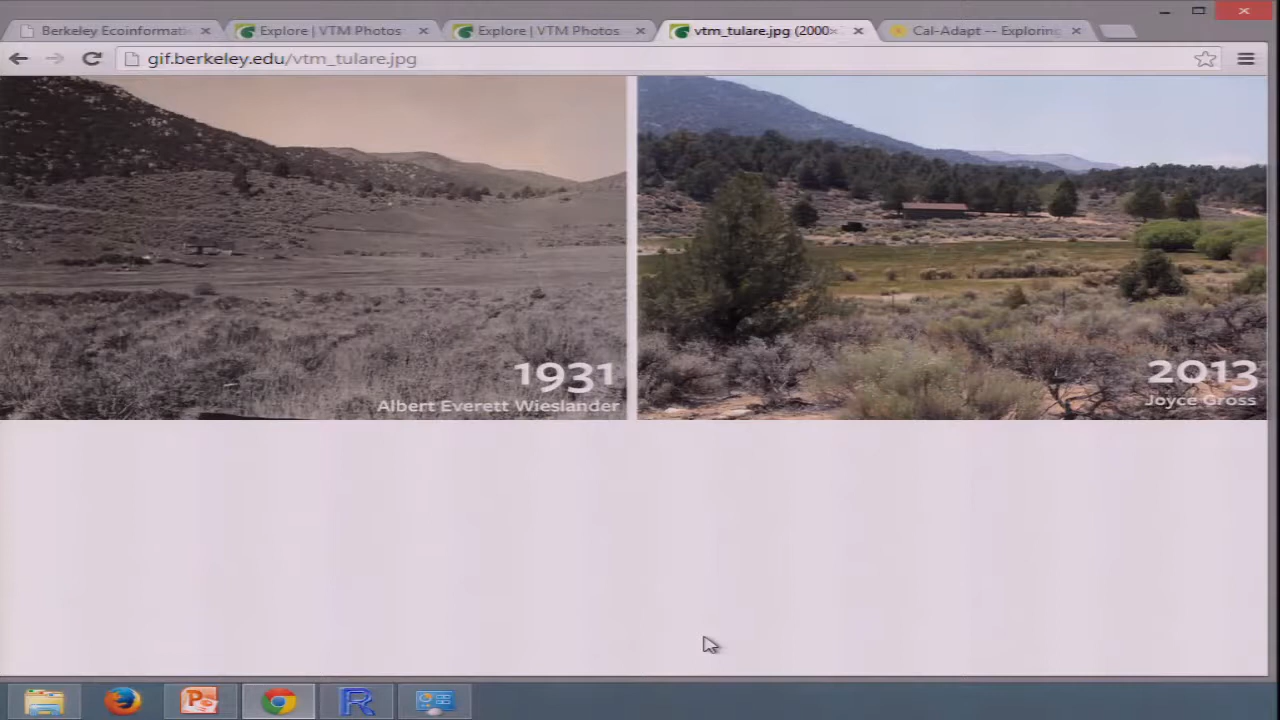 Berkeley Ecoinformati
Explore | VTM Photos
Explore | VTM Photos
vtm_tulare.jpg (2000×
Cal-Adapt -- Exploring
gif.berkeley.edu/vtm_tulare.jpg
1931
Albert Everett Wieslander
2013
Joyce Gross